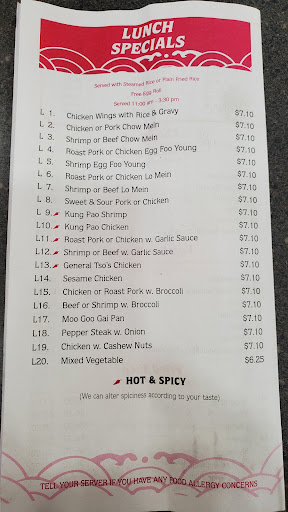 LUNCH
SPECIALS
Served with Steamed Rice or Plain Fried Rice
Free Egg Roll
Served 11:00 am - 3:30 pm
L 1. Chicken Wings with Rice & Gravy $7.10
L 2. Chicken or Pork Chow Mein $7.10
L 3. Shrimp or Beef Chow Mein $7.10
L 4. Roast Pork or Chicken Egg Foo Young $7.10
L 5. Shrimp Egg Foo Young $7.10
L 6. Roast Pork or Chicken Lo Mein $7.10
L 7. Shrimp or Beef Lo Mein $7.10
L 8. Sweet & Sour Pork or Chicken $7.10
L 9. Kung Pao Shrimp $7.10
L10. Kung Pao Chicken $7.10
L11. Roast Pork or Chicken w. Garlic Sauce $7.10
L12. Shrimp or Beef w. Garlic Sauce $7.10
L13. General Tso's Chicken $7.10
L14. Sesame Chicken $7.10
L15. Chicken or Roast Pork w. Broccoli $7.10
L16. Beef or Shrimp w. Broccoli $7.10
L17. Moo Goo Gai Pan $7.10
L18. Pepper Steak w. Onion $7.10
L19. Chicken w. Cashew Nuts $7.10
L20. Mixed Vegetable $6.25
HOT & SPICY
(We can alter spiciness according to your taste)
TELL YOUR SERVER IF YOU HAVE ANY FOOD ALLERGY CONCERNS